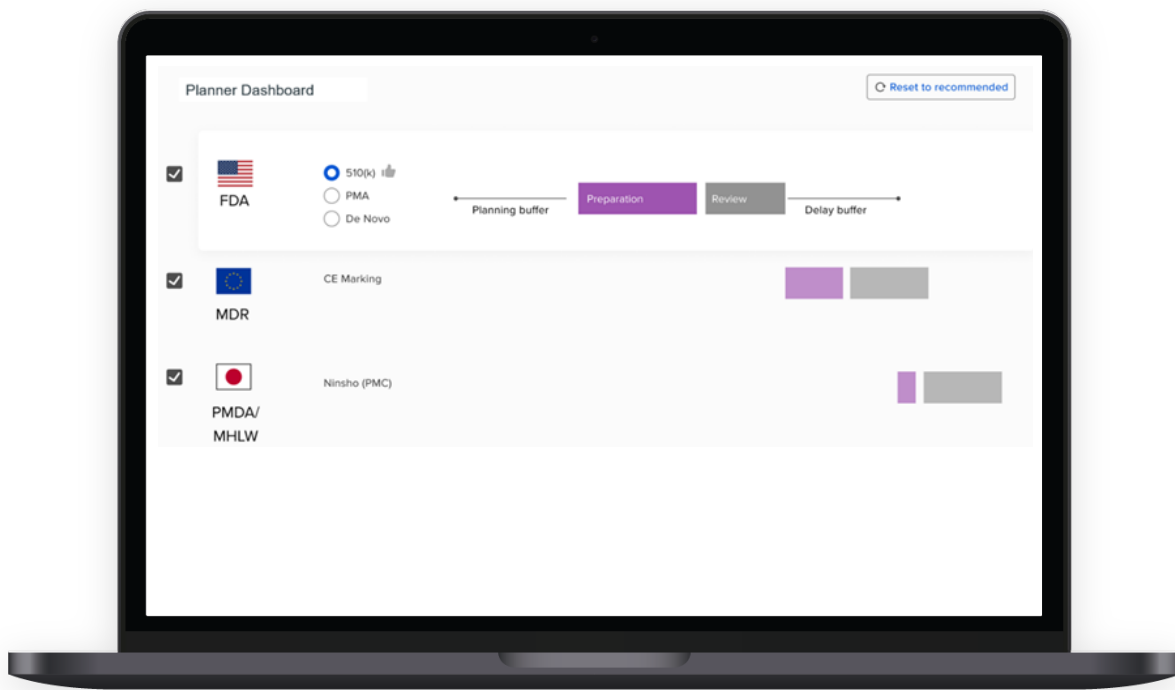 Planner Dashboard
Reset to recommended
FDA
510(k)
PMA
De Novo
Planning buffer
Preparation
Review
Delay buffer
MDR
CE Marking
PMDA/
MHLW
Ninsho (PMC)